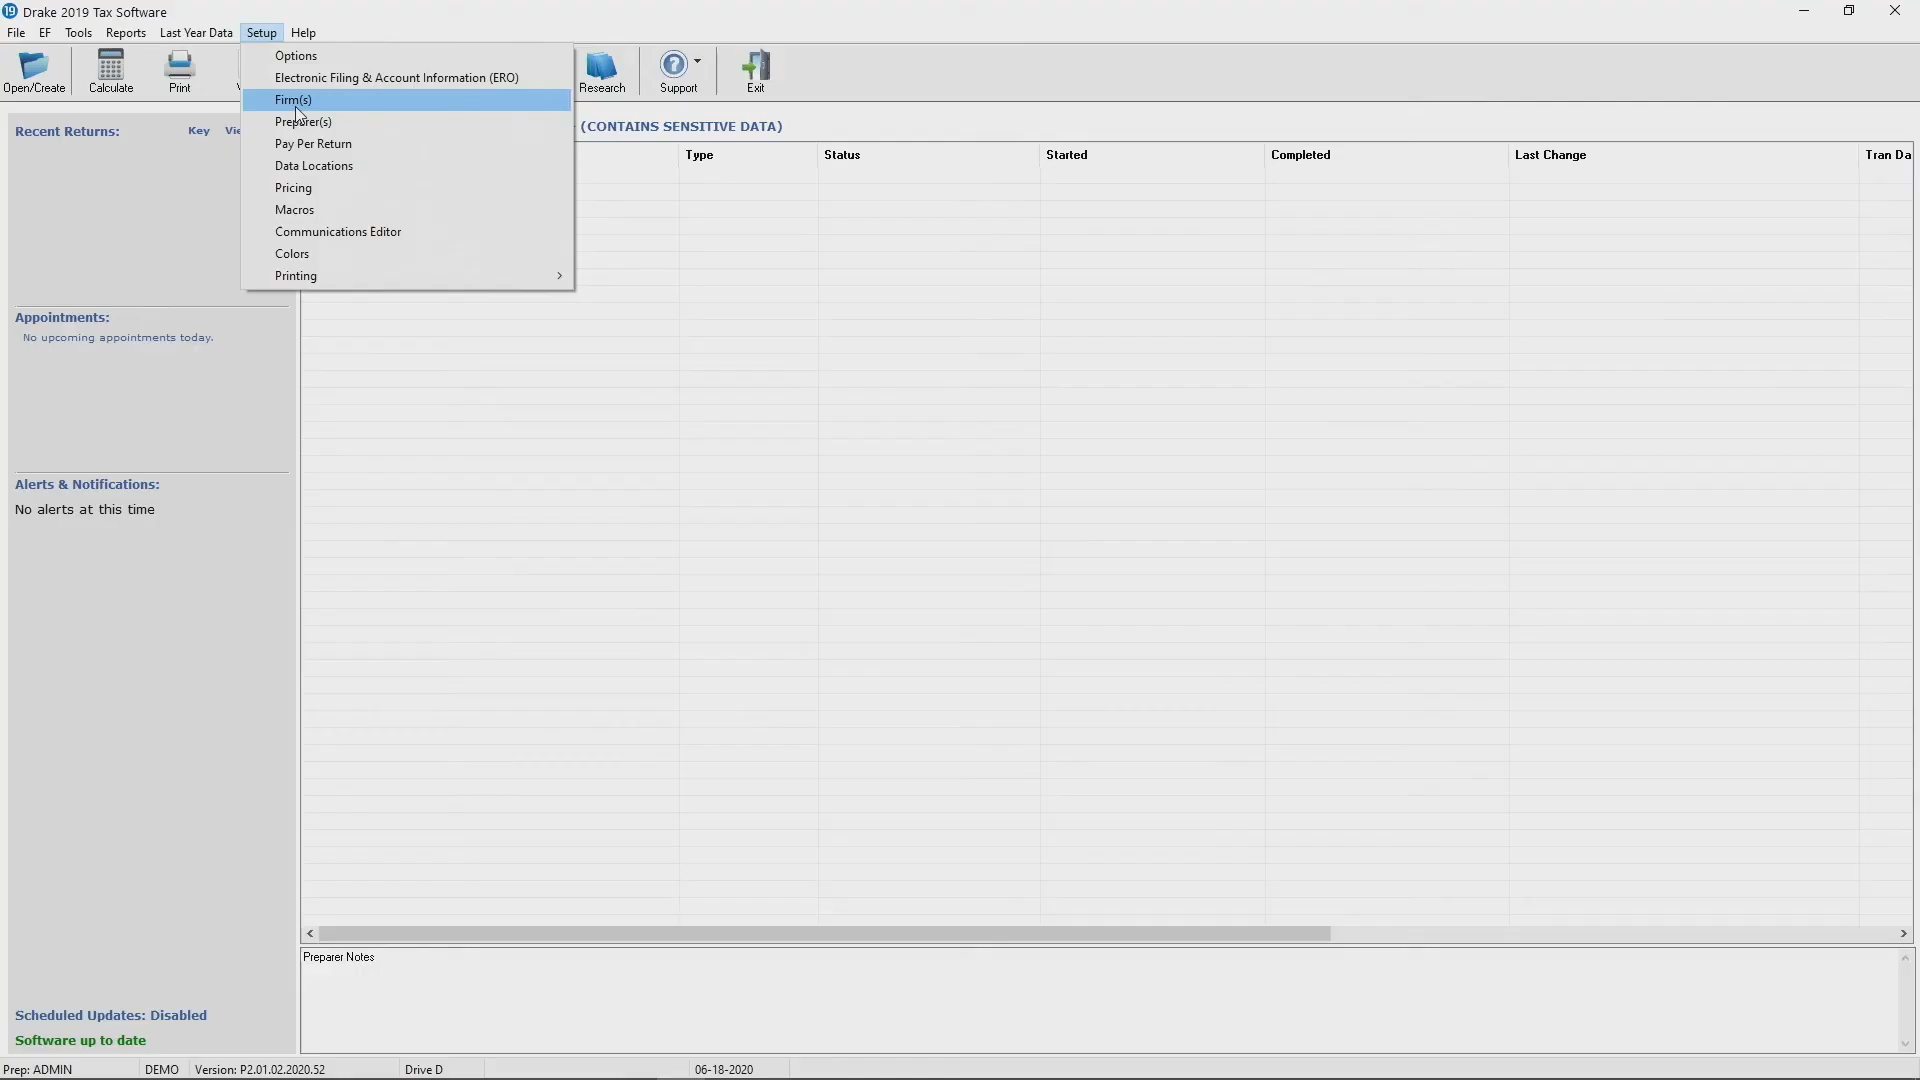 19 Drake 2019 Tax Software
File EF Tools Reports Last Year Data Setup Help
Open/Create Calculate Print Research Support Exit
Options
Electronic Filing & Account Information (ERO)
Firm(s)
Preparer(s)
Pay Per Return
Data Locations
Pricing
Macros
Communications Editor
Colors
Printing
Recent Returns: Key
(CONTAINS SENSITIVE DATA)
Type Status Started Completed Last Change Tran Da
Appointments:
No upcoming appointments today.
Alerts & Notifications:
No alerts at this time
Preparer Notes
Scheduled Updates: Disabled
Software up to date
Prep: ADMIN DEMO Version: P2.01.02.2020.52 Drive D 06-18-2020